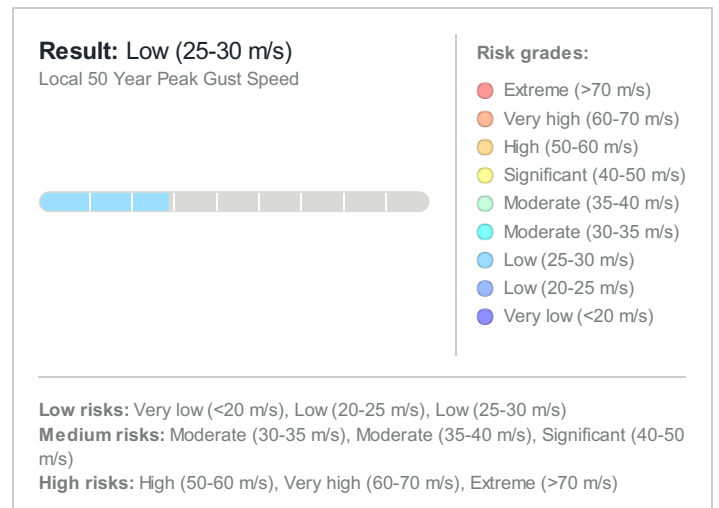 Result: Low (25-30 m/s)
Local 50 Year Peak Gust Speed
Risk grades:
Extreme (>70 m/s)
Very high (60-70 m/s)
High (50-60 m/s)
Significant (40-50 m/s)
Moderate (35-40 m/s)
Moderate (30-35 m/s)
Low (25-30 m/s)
Low (20-25 m/s)
Very low (<20 m/s)
Low risks: Very low (<20 m/s), Low (20-25 m/s), Low (25-30 m/s)
Medium risks: Moderate (30-35 m/s), Moderate (35-40 m/s), Significant (40-50
m/s)
High risks: High (50-60 m/s), Very high (60-70 m/s), Extreme (>70 m/s)